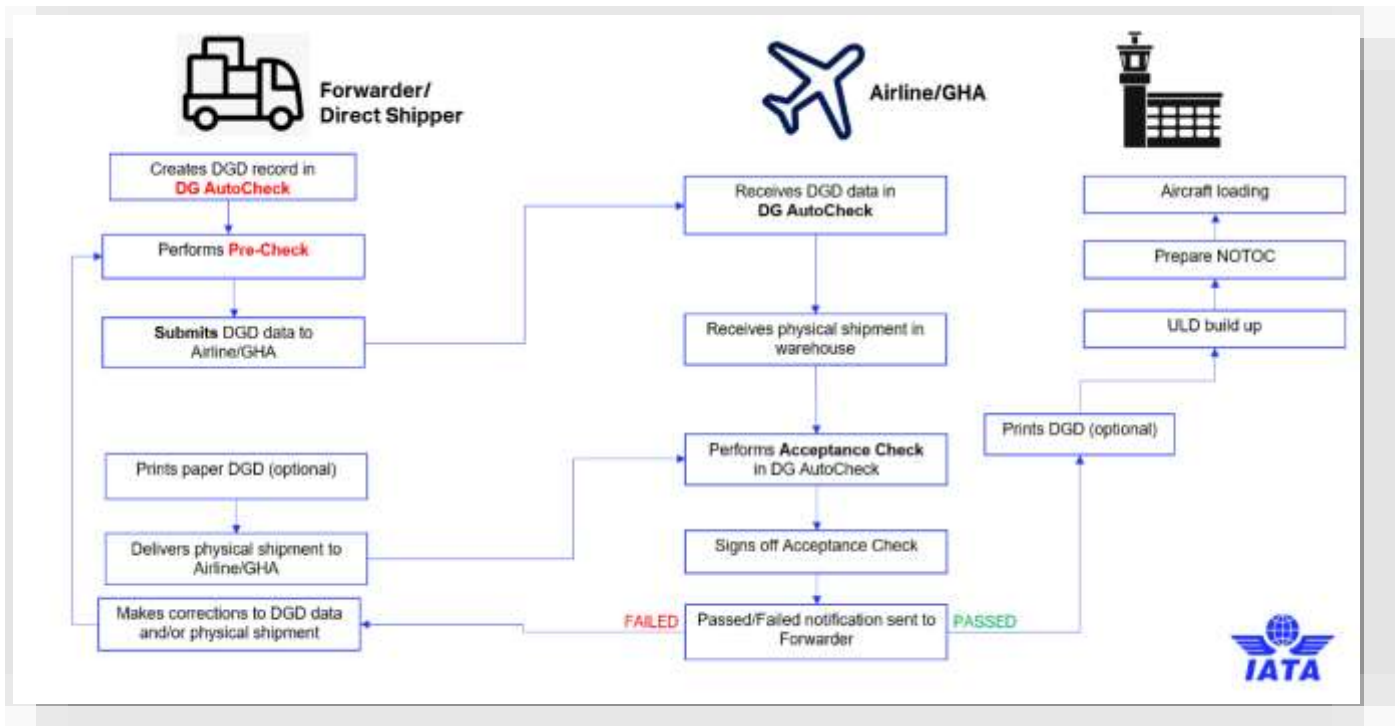 Forwarder/
Direct Shipper
Airline/GHA
Creates DGD record in
DG AutoCheck
Performs Pre-Check
Submits DGD data to
Airline/GHA
Prints paper DGD (optional)
Delivers physical shipment to
Airline/GHA
Makes corrections to DGD data
and/or physical shipment
Receives DGD data in
DG AutoCheck
Receives physical shipment in
warehouse
Performs Acceptance Check
in DG AutoCheck
Signs off Acceptance Check
FAILED
Passed/Failed notification sent to
Forwarder
PASSED
Aircraft loading
Prepare NOTOC
ULD build up
Prints DGD (optional)
IATA